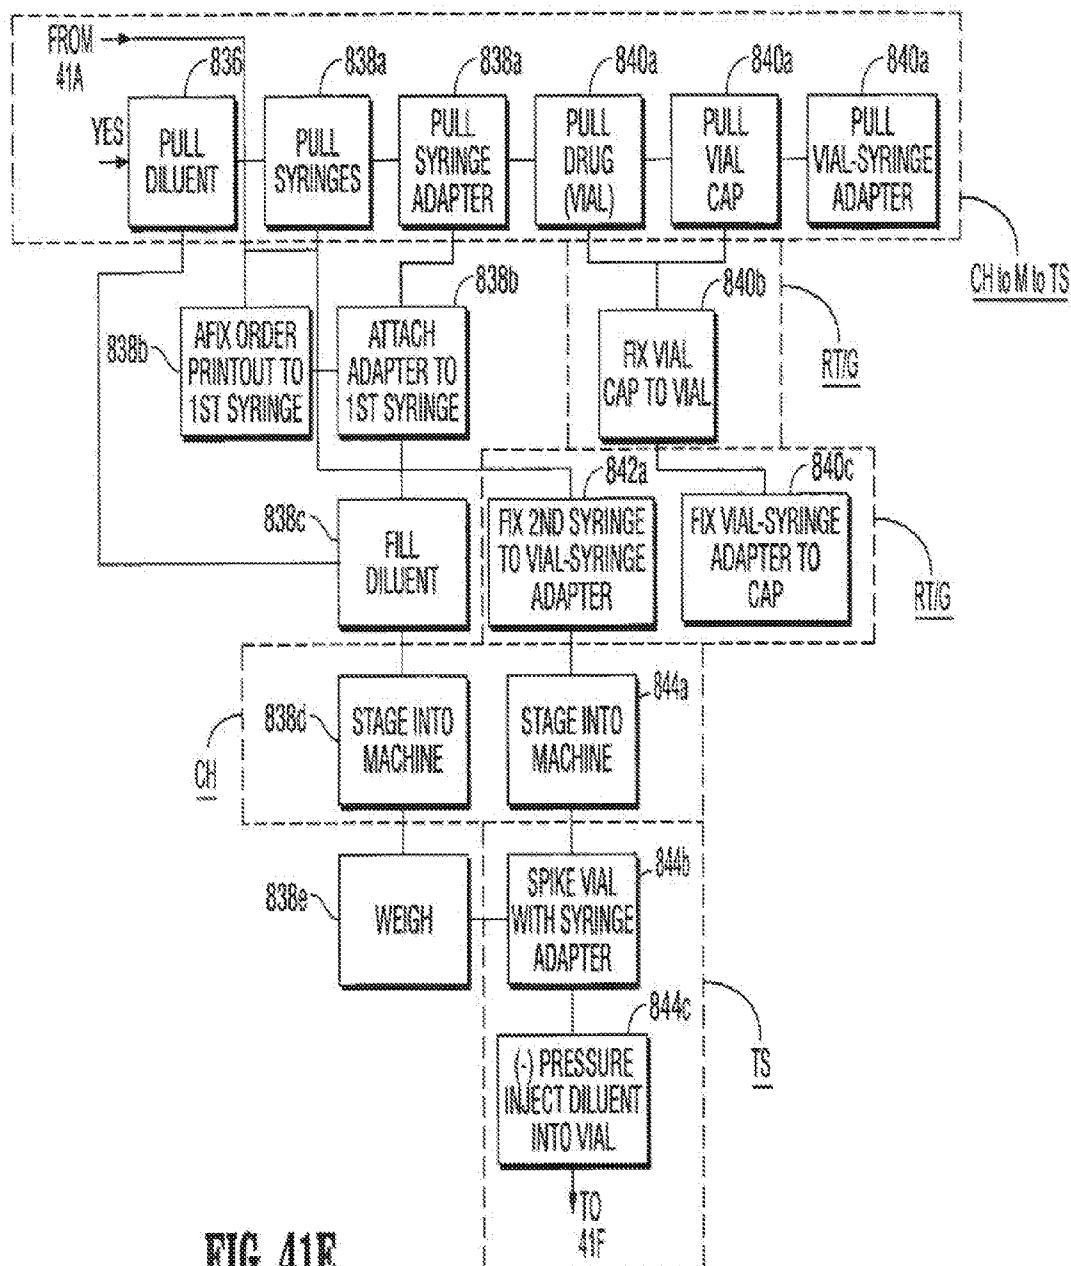 FROM
41A
836
838a
838a
840a
840a
840a
YES
PULL
DILUENT
PULL
SYRINGES
PULL
SYRINGE
ADAPTER
PULL
DRUG
(VIAL)
PULL
VIAL
CAP
PULL
VIAL-SYRINGE
ADAPTER
CH to M to TS
838b
AFIX ORDER
PRINTOUT TO
1ST SYRINGE
838b
ATTACH
ADAPTER TO
1ST SYRINGE
840b
FIX VIAL
CAP TO VIAL
RT/G
838c
FILL
DILUENT
842a
FIX 2ND SYRINGE
TO VIAL-SYRINGE
ADAPTER
840c
FIX VIAL-SYRINGE
ADAPTER TO
CAP
RT/G
838d
STAGE INTO
MACHINE
844a
STAGE INTO
MACHINE
CH
838e
WEIGH
844b
SPIKE VIAL
WITH SYRINGE
ADAPTER
844c
(-) PRESSURE
INJECT DILUENT
INTO VIAL
TS
TO
41F
FIG. 41E